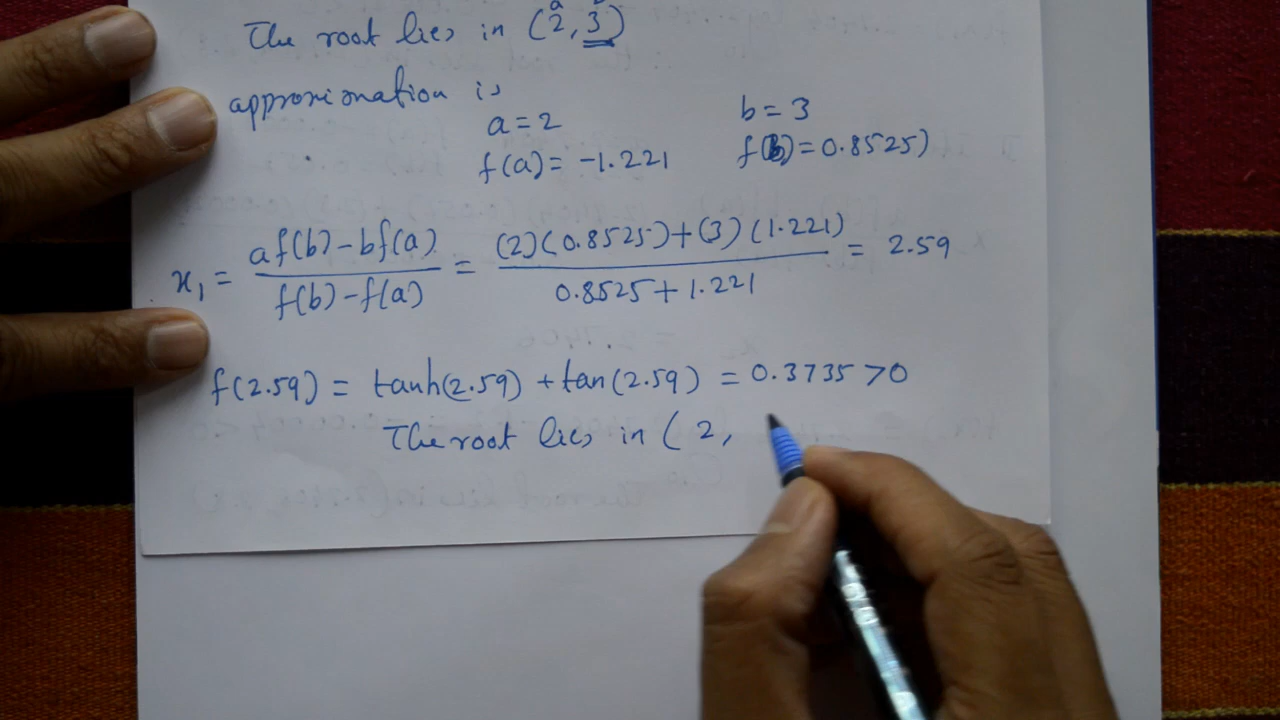 The root lies in (2, 3)
approximation is
a = 2 b = 3
f(a) = -1.221 f(b) = 0.8525)
x₁ = (af(b) - bf(a)) / (f(b) - f(a)) = ((2)(0.8525) + (3)(1.221)) / (0.8525 + 1.221) = 2.59
f(2.59) = tanh(2.59) + tan(2.59) = 0.3735 > 0
The root lies in ( 2,